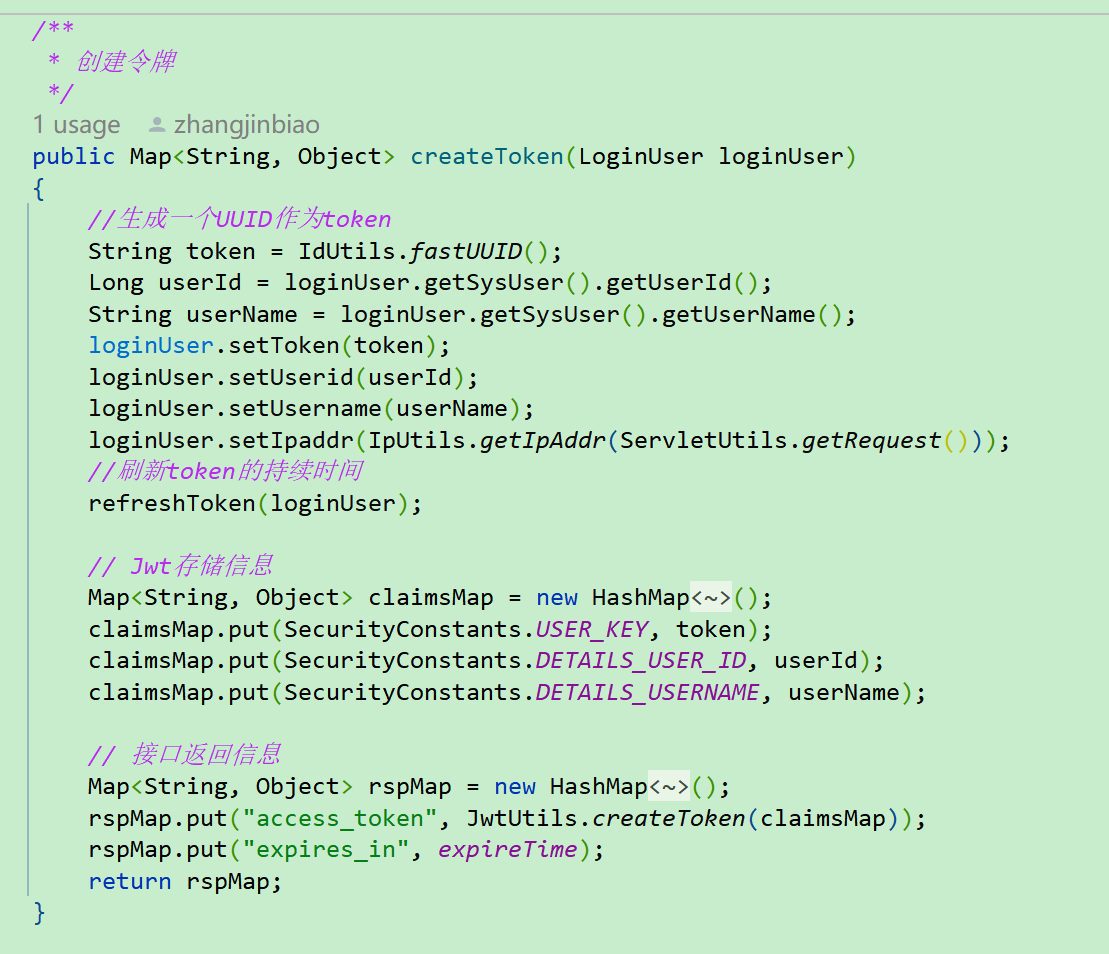 /**
 * 创建令牌
 */
1 usage zhangjinbiao
public Map<String, Object> createToken(LoginUser loginUser)
{
    //生成一个UUID作为token
    String token = IdUtils.fastUUID();
    Long userId = loginUser.getSysUser().getUserId();
    String userName = loginUser.getSysUser().getUserName();
    loginUser.setToken(token);
    loginUser.setUserid(userId);
    loginUser.setUsername(userName);
    loginUser.setIpaddr(IpUtils.getIpAddr(ServletUtils.getRequest()));
    //刷新token的持续时间
    refreshToken(loginUser);
    // Jwt存储信息
    Map<String, Object> claimsMap = new HashMap<~>();
    claimsMap.put(SecurityConstants.USER_KEY, token);
    claimsMap.put(SecurityConstants.DETAILS_USER_ID, userId);
    claimsMap.put(SecurityConstants.DETAILS_USERNAME, userName);
    // 接口返回信息
    Map<String, Object> rspMap = new HashMap<~>();
    rspMap.put("access_token", JwtUtils.createToken(claimsMap));
    rspMap.put("expires_in", expireTime);
    return rspMap;
}